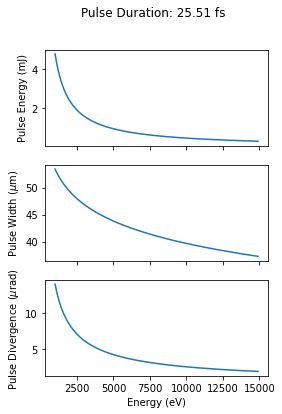 Pulse Duration: 25.51 fs
Pulse Energy (mJ)
4
2
Pulse Width (μm)
50
45
40
Pulse Divergence (μrad)
10
5
2500 5000 7500 10000 12500 15000
Energy (eV)